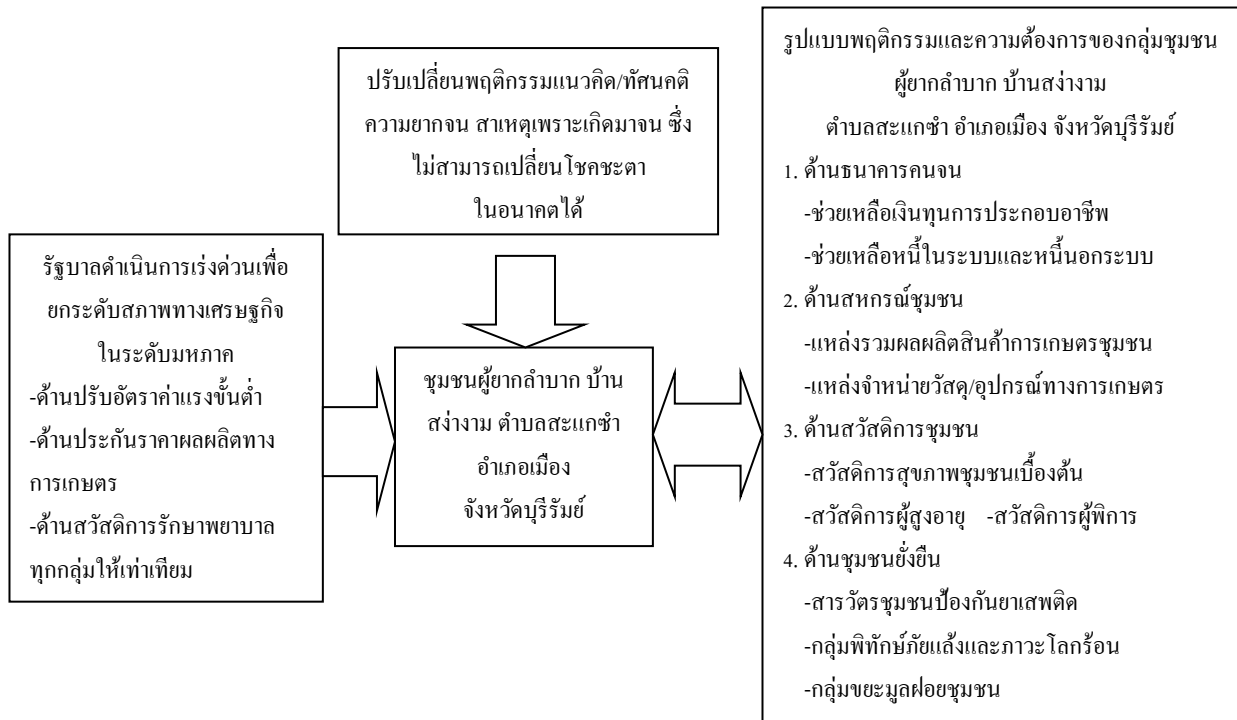 ปรับเปลี่ยนพฤติกรรมแนวคิด/ทัศนคติ
ความยากจน สาเหตุเพราะเกิดมาจน ซึ่ง
ไม่สามารถเปลี่ยนโชคชะตา
ในอนาคตได้
รัฐบาลดำเนินการเร่งด่วนเพื่อ
ยกระดับสภาพทางเศรษฐกิจ
ในระดับมหภาค
-ด้านปรับอัตราค่าแรงขั้นต่ำ
-ด้านประกันราคาผลผลิตทาง
การเกษตร
-ด้านสวัสดิการรักษาพยาบาล
ทุกกลุ่มให้เท่าเทียม
ชุมชนผู้ยากลำบาก บ้าน
สง่างาม ตำบลสะแกซำ
อำเภอเมือง
จังหวัดบุรีรัมย์
รูปแบบพฤติกรรมและความต้องการของกลุ่มชุมชน
ผู้ยากลำบาก บ้านสง่างาม
ตำบลสะแกซำ อำเภอเมือง จังหวัดบุรีรัมย์
1. ด้านธนาคารคนจน
-ช่วยเหลือเงินทุนการประกอบอาชีพ
-ช่วยเหลือหนี้ในระบบและหนี้นอกระบบ
2. ด้านสหกรณ์ชุมชน
-แหล่งรวมผลผลิตสินค้าการเกษตรชุมชน
-แหล่งจำหน่ายวัสดุ/อุปกรณ์ทางการเกษตร
3. ด้านสวัสดิการชุมชน
-สวัสดิการสุขภาพชุมชนเบื้องต้น
-สวัสดิการผู้สูงอายุ -สวัสดิการผู้พิการ
4. ด้านชุมชนยั่งยืน
-สารวัตรชุมชนป้องกันยาเสพติด
-กลุ่มพิทักษ์ภัยแล้งและภาวะโลกร้อน
-กลุ่มขยะมูลฝอยชุมชน